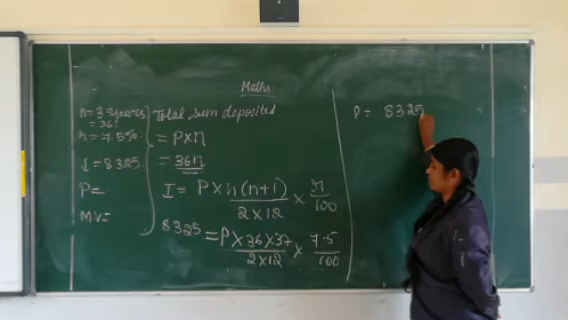 Maths
n = 3 years
= 36
r = 7.5%
I = 8325
P =
MV =
Total sum deposited
= P×n
= 36n
I = P × n(n+1) / 2×12 × r/100
8325 = P × 36 × 37 / 2×12 × 7.5/100
P = 8325